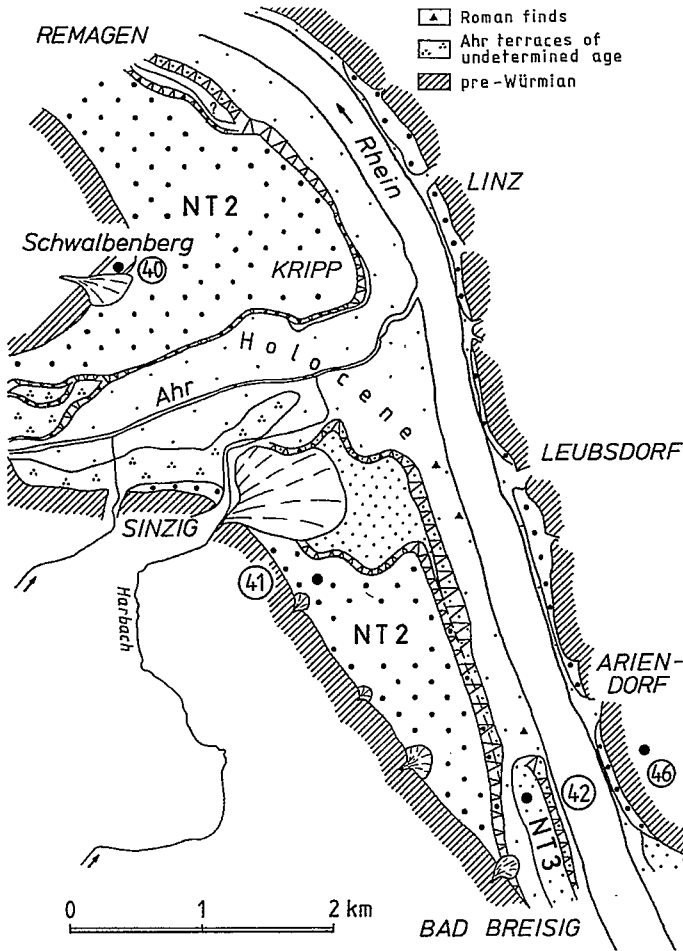 REMAGEN
Roman finds
Ahr terraces of
undetermined age
pre-Würmian
Rhein
LINZ
NT2
Schwalbenberg
40
KRIPP
Holocene
Ahr
LEUBSDORF
SINZIG
41
Harbach
NT2
ARIEN-
DORF
46
42
NT3
0 1 2 km
BAD BREISIG
?